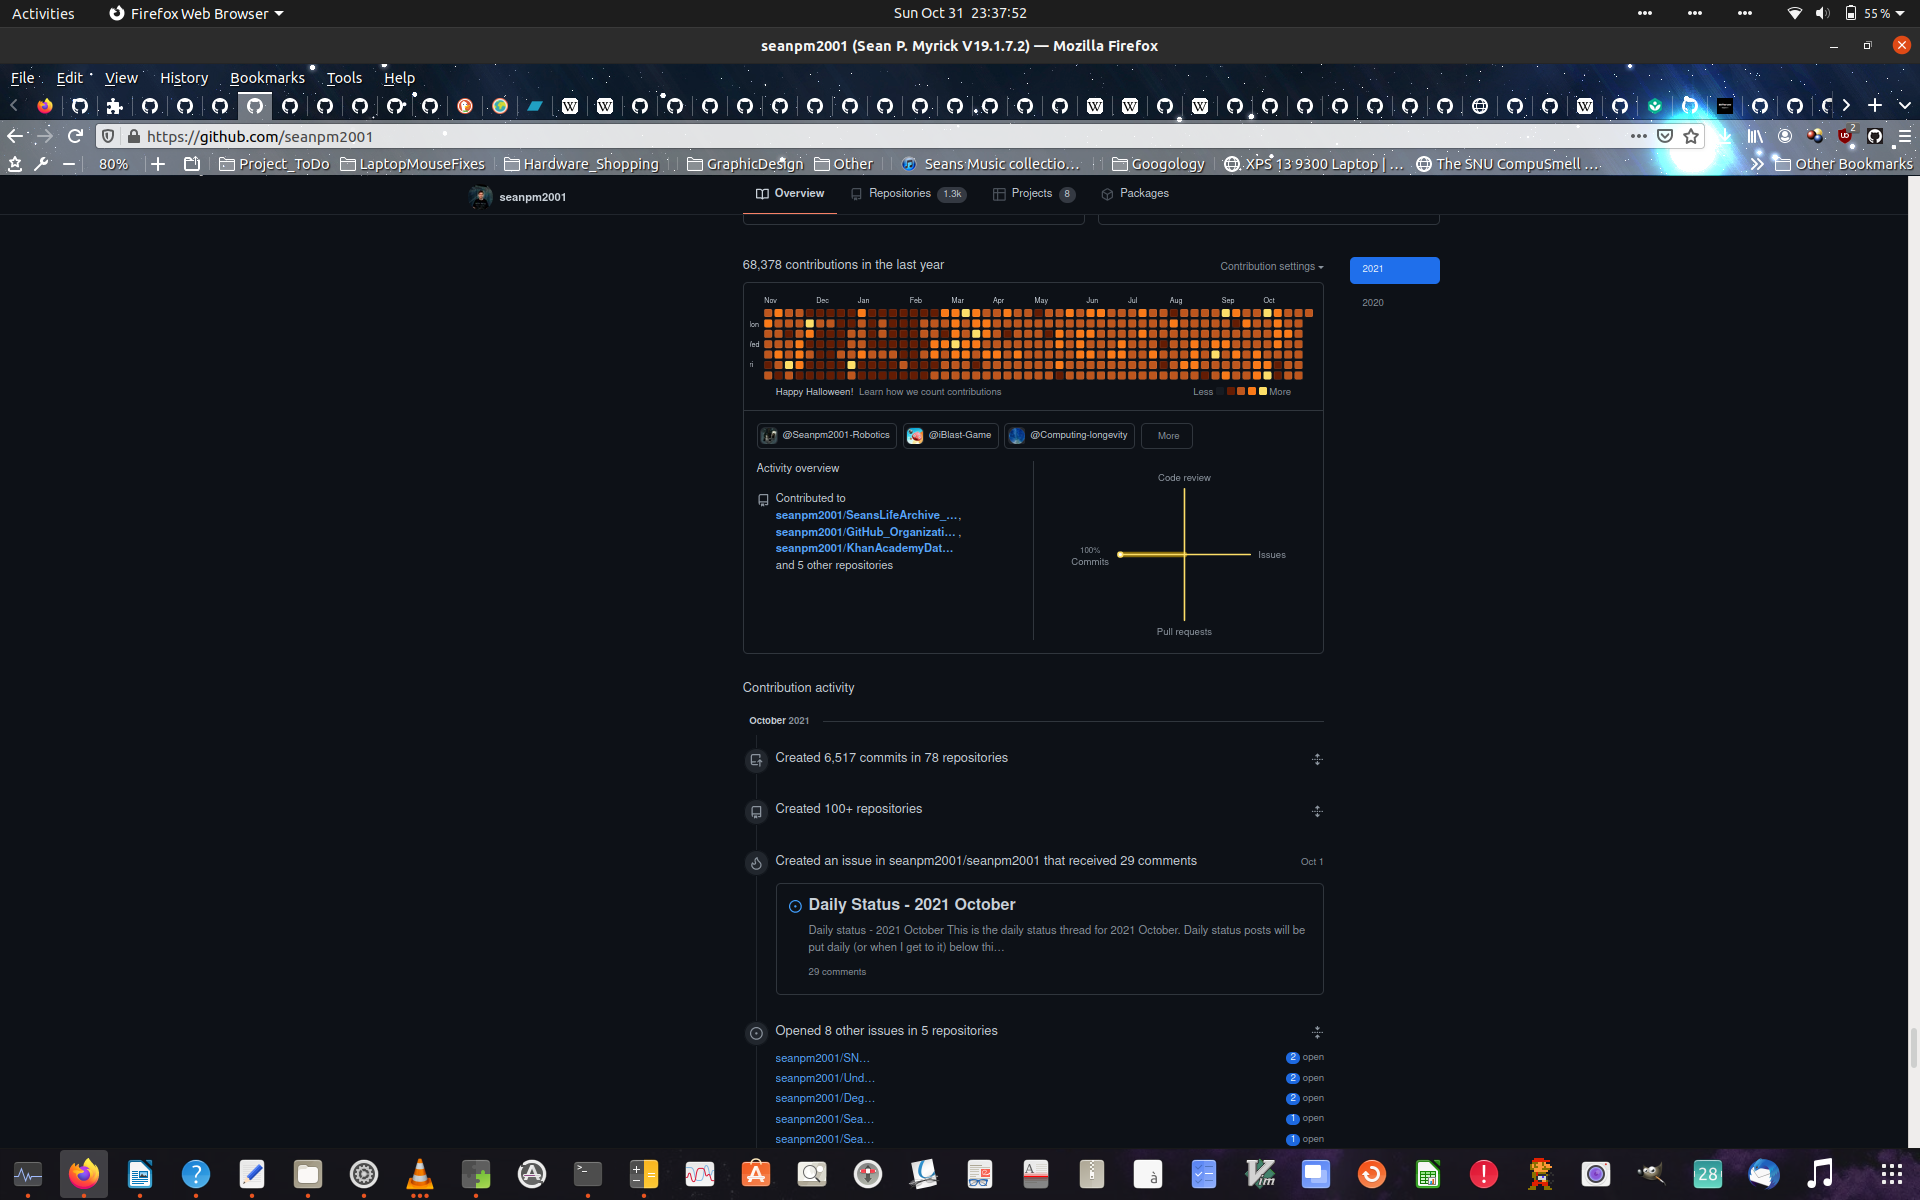 Activities
Firefox Web Browser
Sun Oct 31 23:37:52
55 %
seanpm2001 (Sean P. Myrick V19.1.7.2) — Mozilla Firefox
File Edit View History Bookmarks Tools Help
https://github.com/seanpm2001
2
80%
Project_ToDo
LaptopMouseFixes
Hardware_Shopping
GraphicDesign
Other
Seans Music collectio…
Googology
XPS 13 9300 Laptop | …
The SNU CompuSmell …
Other Bookmarks
seanpm2001
Overview
Repositories 1.3k
Projects 8
Packages
68,378 contributions in the last year
Contribution settings
2021
2020
Nov Dec Jan Feb Mar Apr May Jun Jul Aug Sep Oct
Happy Halloween! Learn how we count contributions
Less More
@Seanpm2001-Robotics
@iBlast-Game
@Computing-longevity
More
Activity overview
Contributed to
seanpm2001/SeansLifeArchive_…,
seanpm2001/GitHub_Organizati… ,
seanpm2001/KhanAcademyDat…
and 5 other repositories
Code review
100%
Commits
Issues
Pull requests
Contribution activity
October 2021
Created 6,517 commits in 78 repositories
Created 100+ repositories
Created an issue in seanpm2001/seanpm2001 that received 29 comments
Oct 1
Daily Status - 2021 October
Daily status - 2021 October This is the daily status thread for 2021 October. Daily status posts will be
put daily (or when I get to it) below thi…
29 comments
Opened 8 other issues in 5 repositories
seanpm2001/SN… 2 open
seanpm2001/Und… 2 open
seanpm2001/Deg… 2 open
seanpm2001/Sea… 1 open
seanpm2001/Sea… 1 open
28